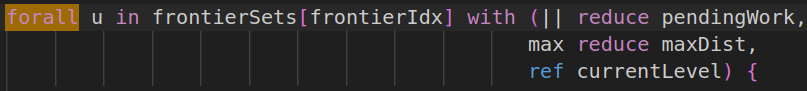 forall u in frontierSets[frontierIdx] with (|| reduce pendingWork,
max reduce maxDist,
ref currentLevel) {